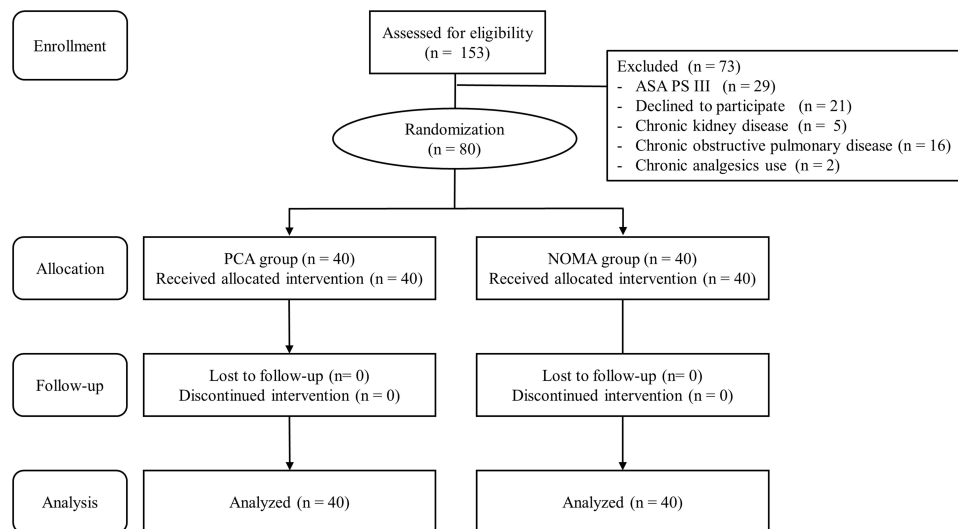 Enrollment
Assessed for eligibility
(n = 153)
Excluded (n = 73)
- ASA PS III (n = 29)
- Declined to participate (n = 21)
- Chronic kidney disease (n = 5)
- Chronic obstructive pulmonary disease (n = 16)
- Chronic analgesics use (n = 2)
Randomization
(n = 80)
Allocation
PCA group (n = 40)
Received allocated intervention (n = 40)
NOMA group (n = 40)
Received allocated intervention (n = 40)
Follow-up
Lost to follow-up (n= 0)
Discontinued intervention (n = 0)
Lost to follow-up (n= 0)
Discontinued intervention (n = 0)
Analysis
Analyzed (n = 40)
Analyzed (n = 40)